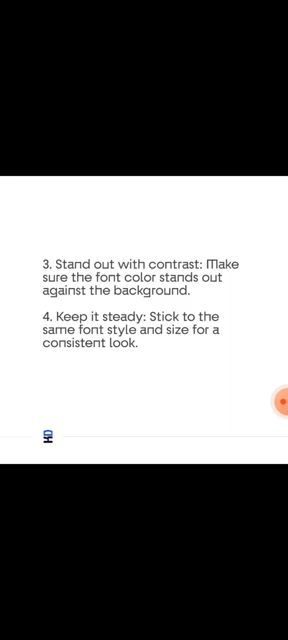 3. Stand out with contrast: Make
sure the font color stands out
against the background.
4. Keep it steady: Stick to the
same font style and size for a
consistent look.